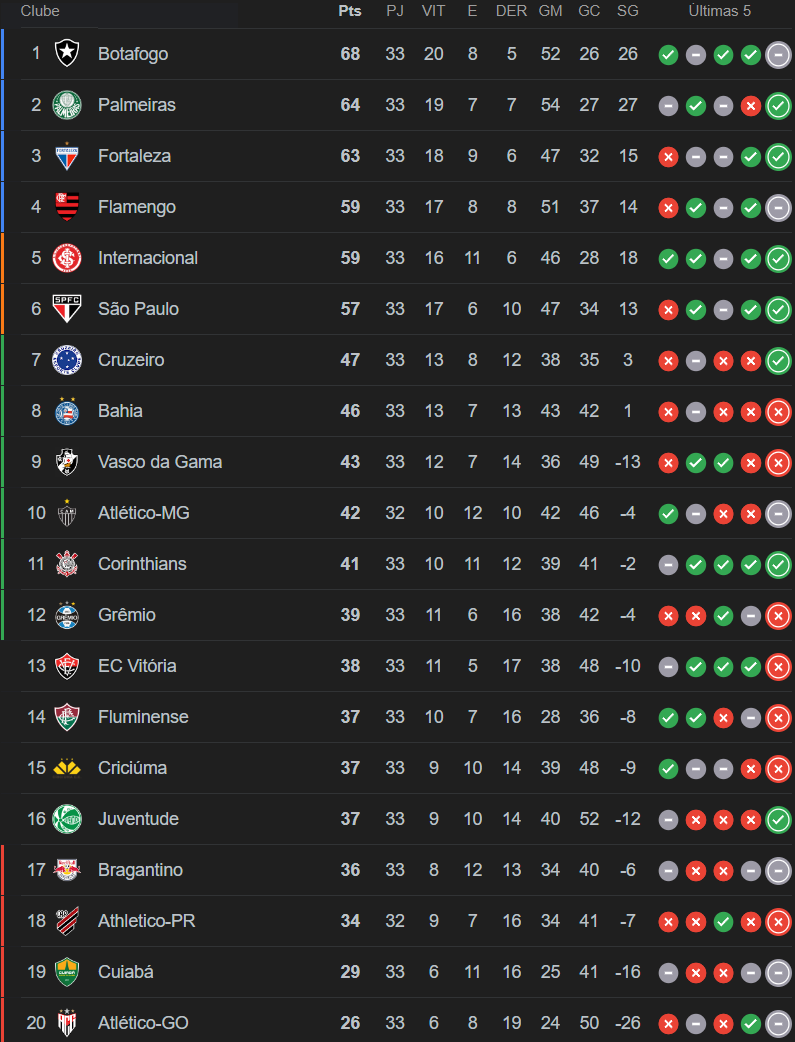 Clube Pts PJ VIT E DER GM GC SG Últimas 5
1 Botafogo 68 33 20 8 5 52 26 26
2 Palmeiras 64 33 19 7 7 54 27 27
3 Fortaleza 63 33 18 9 6 47 32 15
4 Flamengo 59 33 17 8 8 51 37 14
5 Internacional 59 33 16 11 6 46 28 18
6 São Paulo 57 33 17 6 10 47 34 13
7 Cruzeiro 47 33 13 8 12 38 35 3
8 Bahia 46 33 13 7 13 43 42 1
9 Vasco da Gama 43 33 12 7 14 36 49 -13
10 Atlético-MG 42 32 10 12 10 42 46 -4
11 Corinthians 41 33 10 11 12 39 41 -2
12 Grêmio 39 33 11 6 16 38 42 -4
13 EC Vitória 38 33 11 5 17 38 48 -10
14 Fluminense 37 33 10 7 16 28 36 -8
15 Criciúma 37 33 9 10 14 39 48 -9
16 Juventude 37 33 9 10 14 40 52 -12
17 Bragantino 36 33 8 12 13 34 40 -6
18 Athletico-PR 34 32 9 7 16 34 41 -7
19 Cuiabá 29 33 6 11 16 25 41 -16
20 Atlético-GO 26 33 6 8 19 24 50 -26